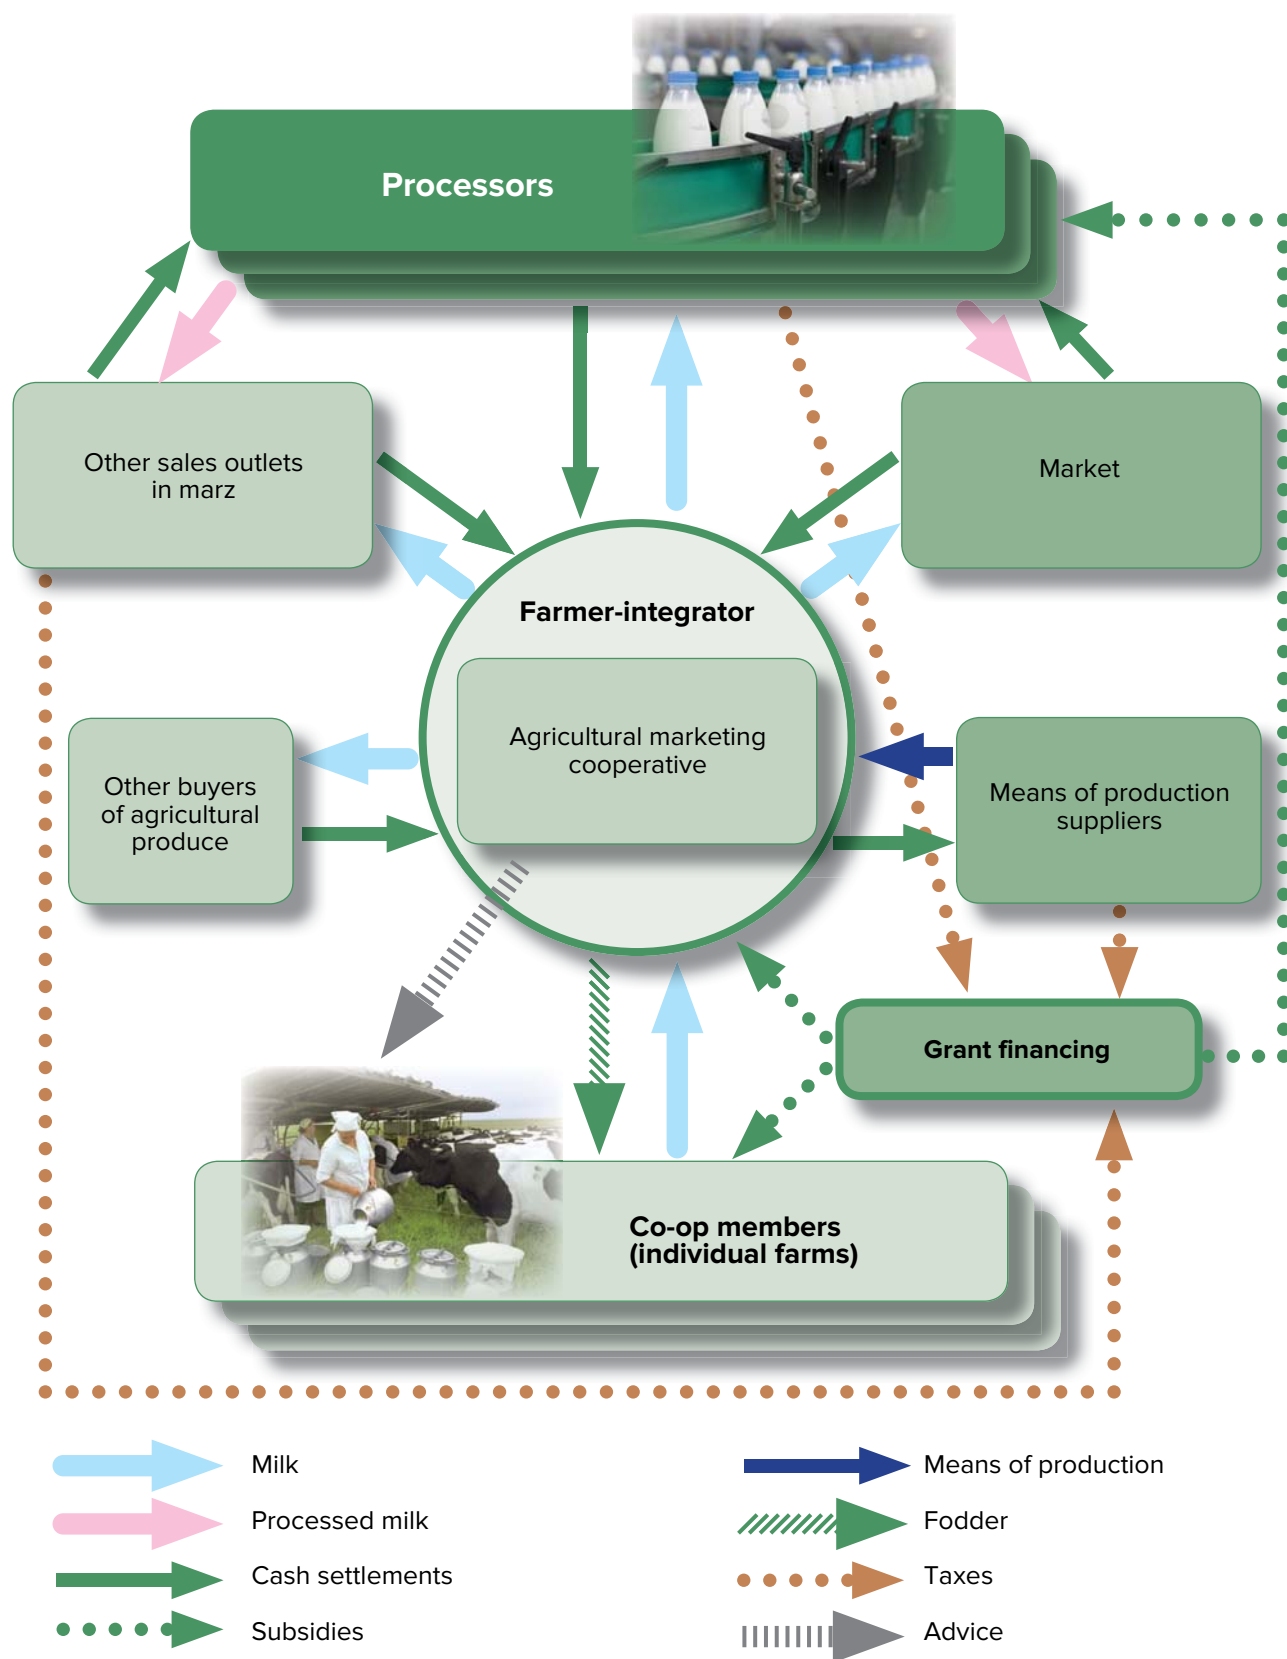 Processors
Other sales outlets
in marz
Market
Farmer-integrator
Agricultural marketing
cooperative
Other buyers
of agricultural
produce
Means of production
suppliers
Grant financing
Co-op members
(individual farms)
Milk
Processed milk
Cash settlements
Subsidies
Means of production
Fodder
Taxes
Advice